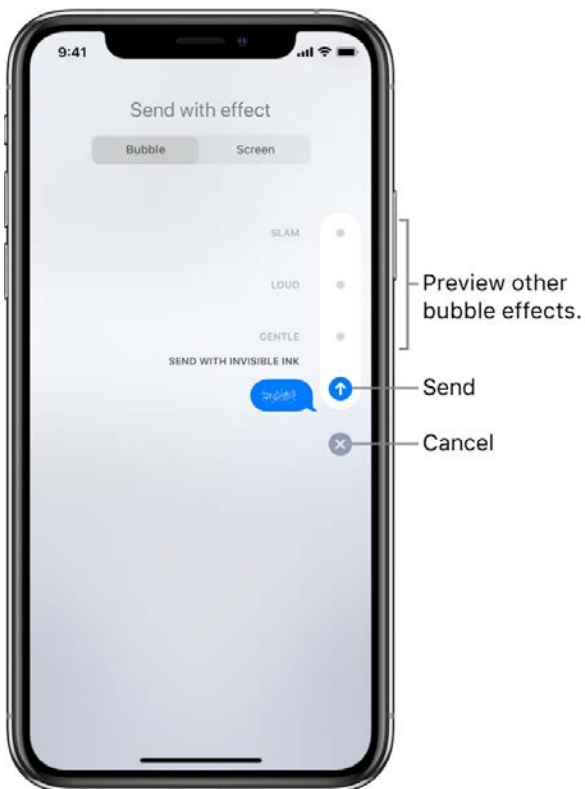 9:41
Send with effect
Bubble Screen
SLAM
LOUD
GENTLE
SEND WITH INVISIBLE INK
Preview other
bubble effects.
Send
Cancel